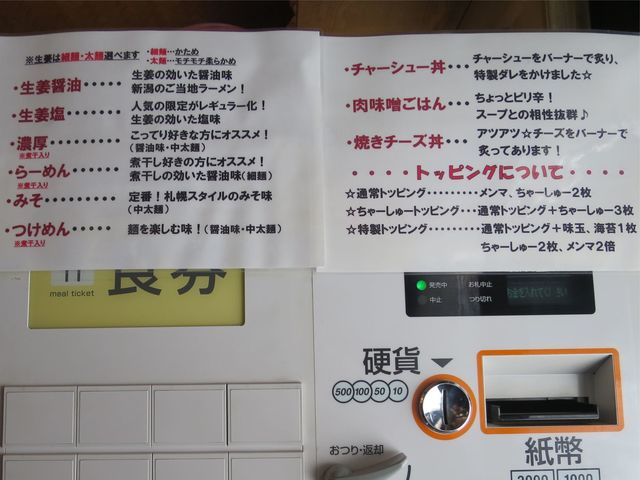 ※生姜は細麺・太麺選べます
・細麺…かため
・太麺…モチモチ柔らかめ
・生姜醤油・・・・・・生姜の効いた醤油味
新潟のご当地ラーメン！
・生姜塩・・・・・・・・人気の限定がレギュラー化！
生姜の効いた塩味
・濃厚・・・・・・・・・・こってり好きな方にオススメ！
※煮干入り
（醤油味・中太麺）
・らーめん・・・・・・煮干し好きの方にオススメ！
※煮干入り
煮干しの効いた醤油味（細麺）
・みそ・・・・・・・・・・定番！札幌スタイルのみそ味
（中太麺）
・つけめん・・・・・・麺を楽しむ味！（醤油味・中太麺）
※煮干入り
・チャーシュー丼・・・チャーシューをバーナーで炙り、
特製ダレをかけました☆
・肉味噌ごはん・・・ちょっとピリ辛！
スープとの相性抜群♪
・焼きチーズ丼・・・アツアツ☆チーズをバーナーで
炙ってあります！
・・・・トッピングについて・・・・
☆通常トッピング・・・・・・・・・メンマ、ちゃーしゅー2枚
☆ちゃーしゅートッピング・・・通常トッピング＋ちゃーしゅー3枚
☆特製トッピング・・・・・・・・・通常トッピング＋味玉、海苔1枚
ちゃーしゅー2枚、メンマ2倍
食券
meal ticket
発売中 お札中止
中止 つり切れ
お金を入れてください
硬貨
500 100 50 10
おつり・返却
紙幣
2000 1000